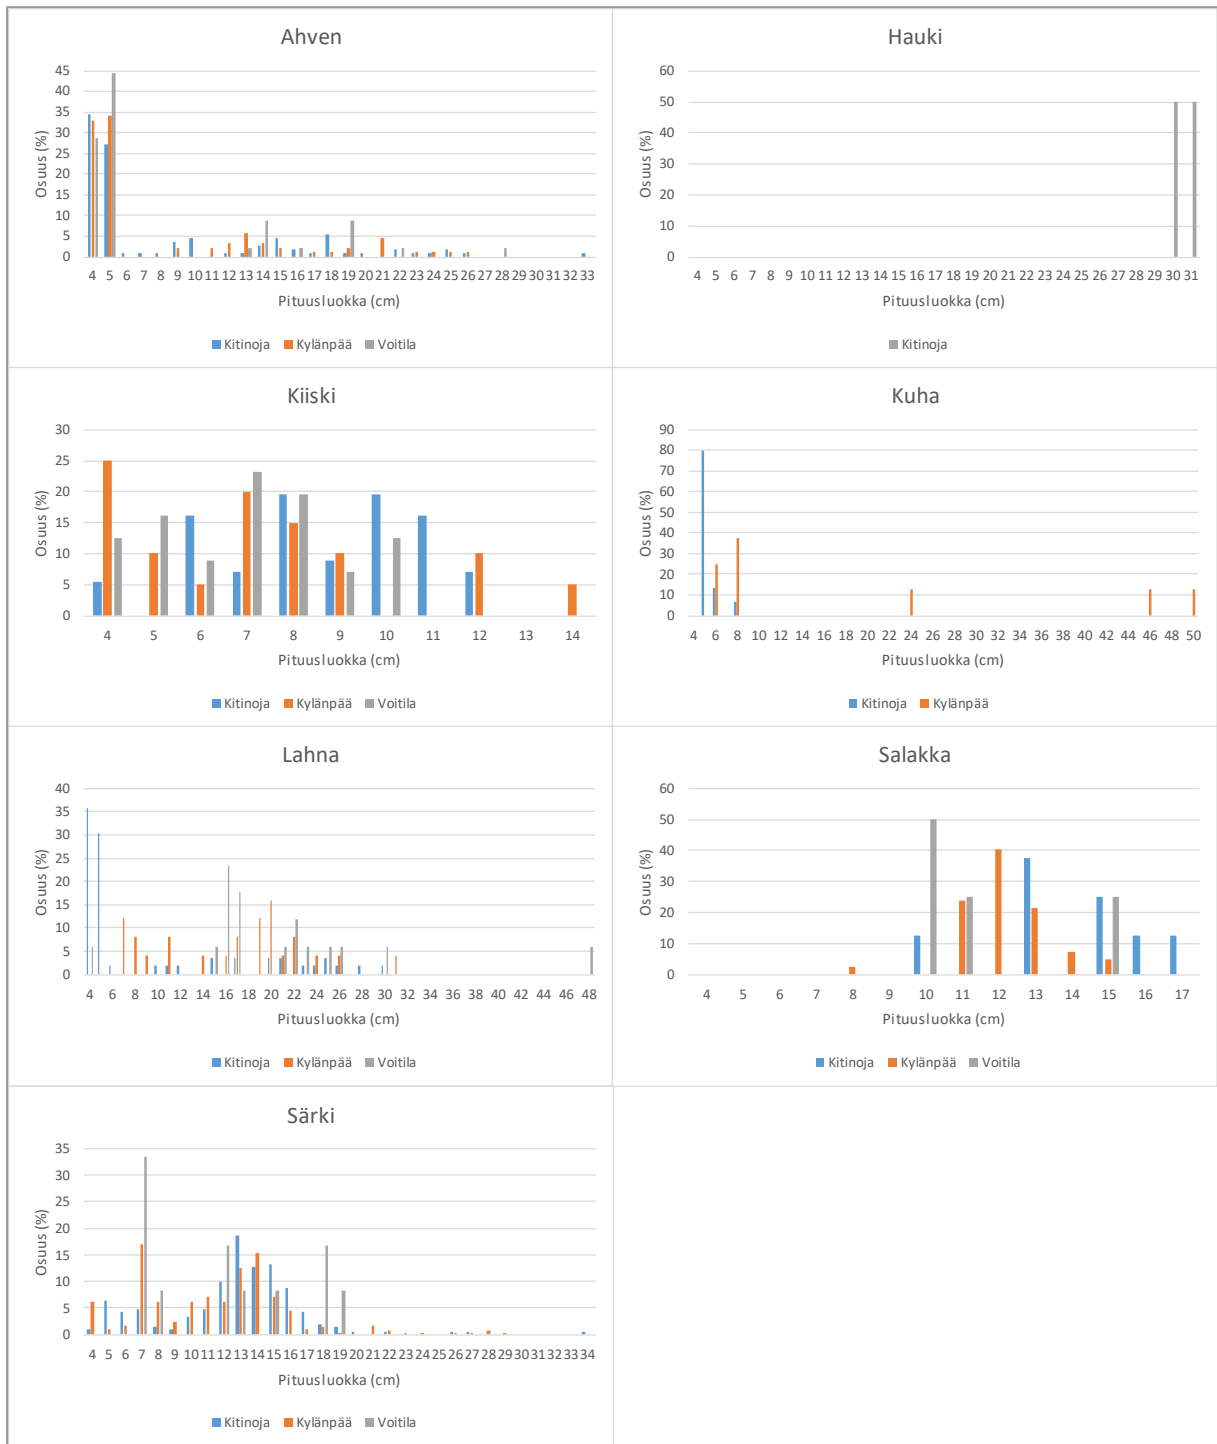 Ahven
45
40
35
30
25
20
15
10
5
0
Osuus (%)
4 5 6 7 8 9 10 11 12 13 14 15 16 17 18 19 20 21 22 23 24 25 26 27 28 29 30 31 32 33
Pituusluokka (cm)
Kitinoja Kylänpää Voitila
Hauki
60
50
40
30
20
10
0
Osuus (%)
4 5 6 7 8 9 10 11 12 13 14 15 16 17 18 19 20 21 22 23 24 25 26 27 28 29 30 31
Pituusluokka (cm)
Kitinoja
Kiiski
30
25
20
15
10
5
0
Osuus (%)
4 5 6 7 8 9 10 11 12 13 14
Pituusluokka (cm)
Kitinoja Kylänpää Voitila
Kuha
90
80
70
60
50
40
30
20
10
0
Osuus (%)
4 6 8 10 12 14 16 18 20 22 24 26 28 30 32 34 36 38 40 42 44 46 48 50
Pituusluokka (cm)
Kitinoja Kylänpää
Lahna
40
35
30
25
20
15
10
5
0
Osuus (%)
4 6 8 10 12 14 16 18 20 22 24 26 28 30 32 34 36 38 40 42 44 46 48
Pituusluokka (cm)
Kitinoja Kylänpää Voitila
Salakka
60
50
40
30
20
10
0
Osuus (%)
4 5 6 7 8 9 10 11 12 13 14 15 16 17
Pituusluokka (cm)
Kitinoja Kylänpää Voitila
Särki
35
30
25
20
15
10
5
0
Osuus (%)
4 5 6 7 8 9 10 11 12 13 14 15 16 17 18 19 20 21 22 23 24 25 26 27 28 29 30 31 32 33 34
Pituusluokka (cm)
Kitinoja Kylänpää Voitila